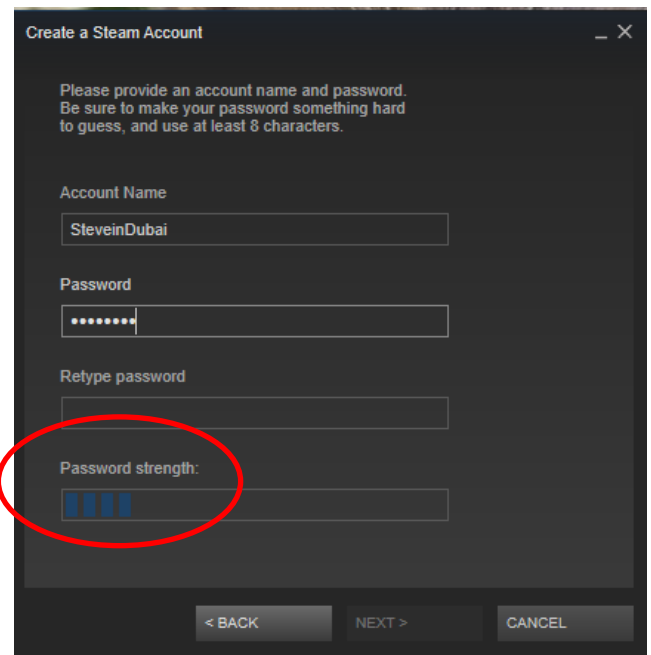 Create a Steam Account
Please provide an account name and password.
Be sure to make your password something hard
to guess, and use at least 8 characters.
Account Name
SteveinDubai
Password
••••••••
Retype password
Password strength:
< BACK NEXT > CANCEL